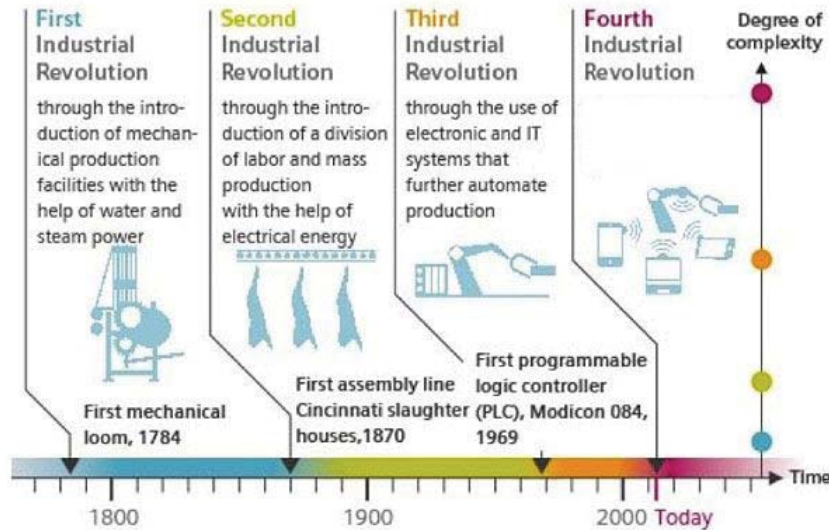 First
Industrial
Revolution
through the intro-
duction of mechan-
ical production
facilities with the
help of water and
steam power
First mechanical
loom, 1784
Second
Industrial
Revolution
through the intro-
duction of a division
of labor and mass
production
with the help of
electrical energy
First assembly line
Cincinnati slaughter
houses,1870
Third
Industrial
Revolution
through the use of
electronic and IT
systems that
further automate
production
First programmable
logic controller
(PLC), Modicon 084,
1969
Fourth
Industrial
Revolution
Degree of
complexity
Time
1800
1900
2000
Today